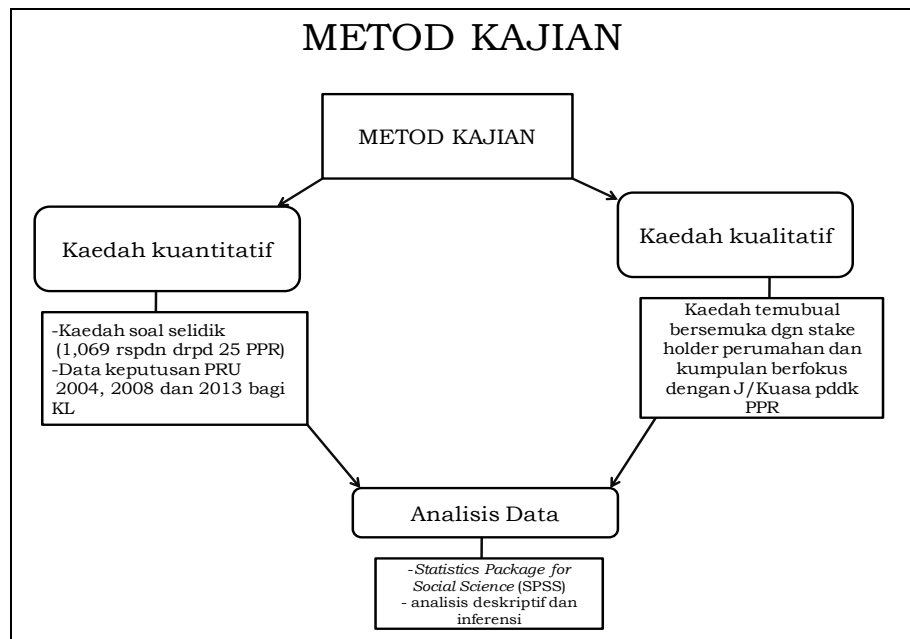 METOD KAJIAN
METOD KAJIAN
Kaedah kuantitatif
Kaedah kualitatif
-Kaedah soal selidik
(1,069 rspdn drpd 25 PPR)
-Data keputusan PRU
2004, 2008 dan 2013 bagi
KL
Kaedah temubual
bersemuka dgn stake
holder perumahan dan
kumpulan berfokus
dengan J/Kuasa pddk
PPR
Analisis Data
-Statistics Package for
Social Science (SPSS)
- analisis deskriptif dan
inferensi